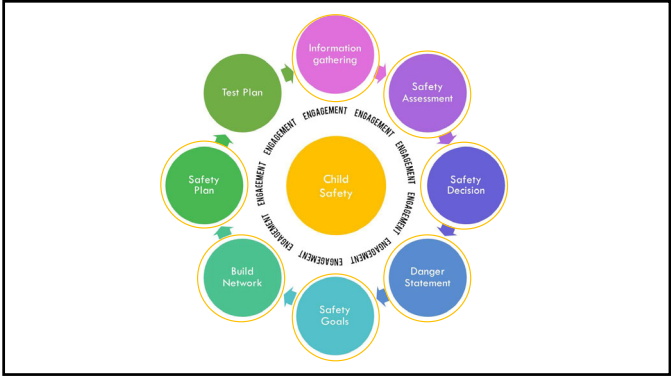 Information
gathering
Safety
Assessment
Safety
Decision
Danger
Statement
Safety
Goals
Build
Network
Safety
Plan
Test Plan
ENGAGEMENT ENGAGEMENT ENGAGEMENT ENGAGEMENT ENGAGEMENT ENGAGEMENT ENGAGEMENT ENGAGEMENT ENGAGEMENT ENGAGEMENT
Child
Safety